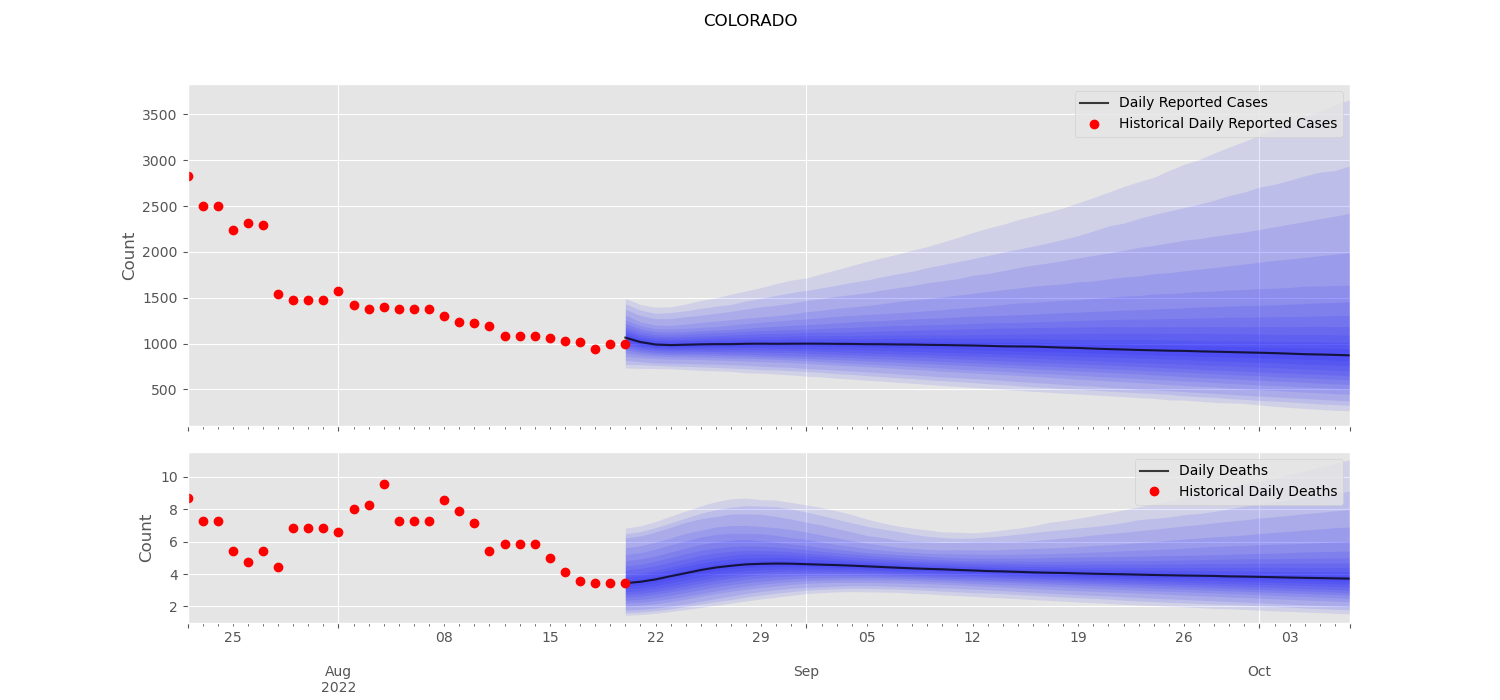 COLORADO
Count
3500
3000
2500
2000
1500
1000
500
Daily Reported Cases
Historical Daily Reported Cases
Count
10
8
6
4
2
Daily Deaths
Historical Daily Deaths
25 08 15 22 29 05 12 19 26 03
Aug Sep Oct
2022